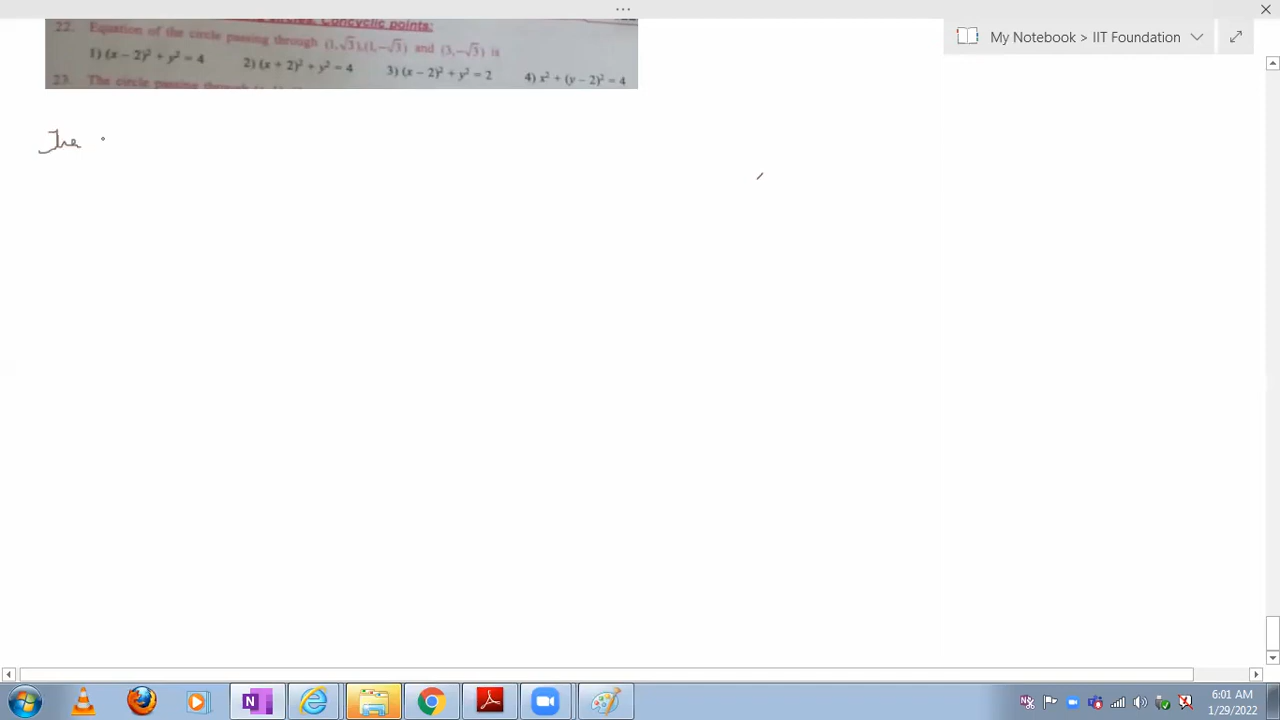 Circles, Concyclic points:
22. Equation of the circle passing through (1,√3),(1,−√3) and (3,−√3) is
1) (x − 2)² + y² = 4 2) (x + 2)² + y² = 4 3) (x − 2)² + y² = 2 4) x² + (y − 2)² = 4
23. The circle passing through
My Notebook > IIT Foundation
The
6:01 AM
1/29/2022